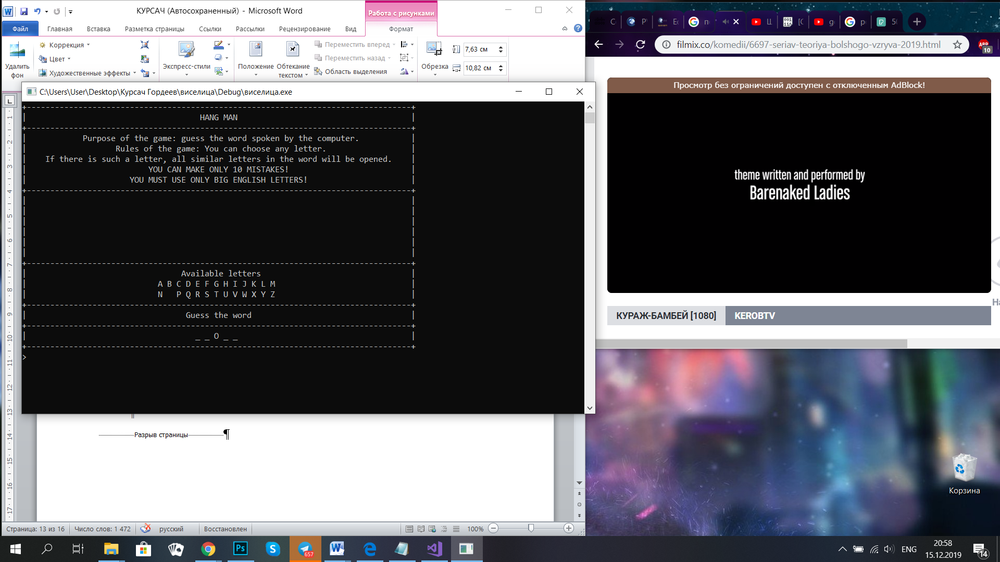 КУРСАЧ (Автосохраненный) - Microsoft Word
Работа с рисунками
Файл
Главная
Вставка
Разметка страницы
Ссылки
Рассылки
Рецензирование
Вид
Формат
Удалить фон
Коррекция
Цвет
Художественные эффекты
Экспресс-стили
Положение
Обтекание текстом
Переместить вперед
Переместить назад
Область выделения
Обрезка
7,63 см
10,82 см
C:\Users\User\Desktop\Курсач Гордеев\виселица\Debug\виселица.exe
HANG MAN
Purpose of the game: guess the word spoken by the computer.
Rules of the game: You can choose any letter.
If there is such a letter, all similar letters in the word will be opened.
YOU CAN MAKE ONLY 10 MISTAKES!
YOU MUST USE ONLY BIG ENGLISH LETTERS!
Available letters
A B C D E F G H I J K L M
N   P Q R S T U V W X Y Z
Guess the word
_ _ O _ _
>
Разрыв страницы
Страница: 13 из 16
Число слов: 1 472
русский
Восстановлен
100%
filmix.co/komedii/6697-seriav-teoriya-bolshogo-vzryva-2019.html
ABP
10
Просмотр без ограничений доступен с отключенным AdBlock!
theme written and performed by
Barenaked Ladies
КУРАЖ-БАМБЕЙ [1080]
KEROBTV
Корзина
657
ENG
20:58
15.12.2019
14